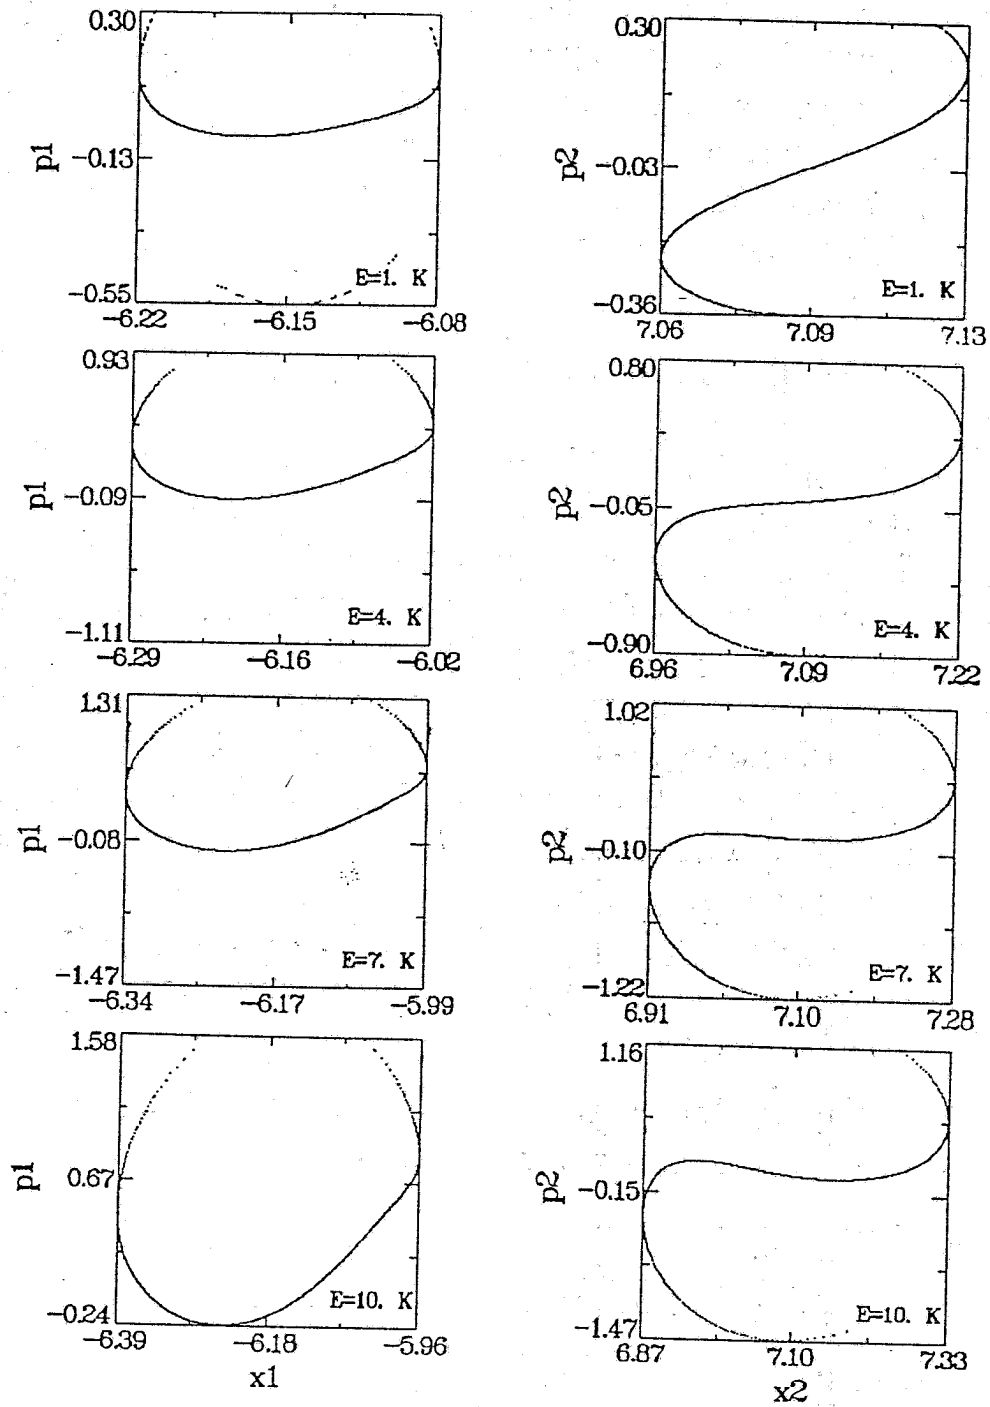 0.30
p1
−0.13
−0.55
E=1. K
−6.22 −6.15 −6.08
0.30
p2
−0.03
−0.36
E=1. K
7.06 7.09 7.13
0.93
p1
−0.09
−1.11
E=4. K
−6.29 −6.16 −6.02
0.80
p2
−0.05
−0.90
E=4. K
6.96 7.09 7.22
1.31
p1
−0.08
−1.47
E=7. K
−6.34 −6.17 −5.99
1.02
p2
−0.10
−1.22
E=7. K
6.91 7.10 7.28
1.58
p1
0.67
−0.24
E=10. K
−6.39 −6.18 −5.96
x1
1.16
p2
−0.15
−1.47
E=10. K
6.87 7.10 7.33
x2